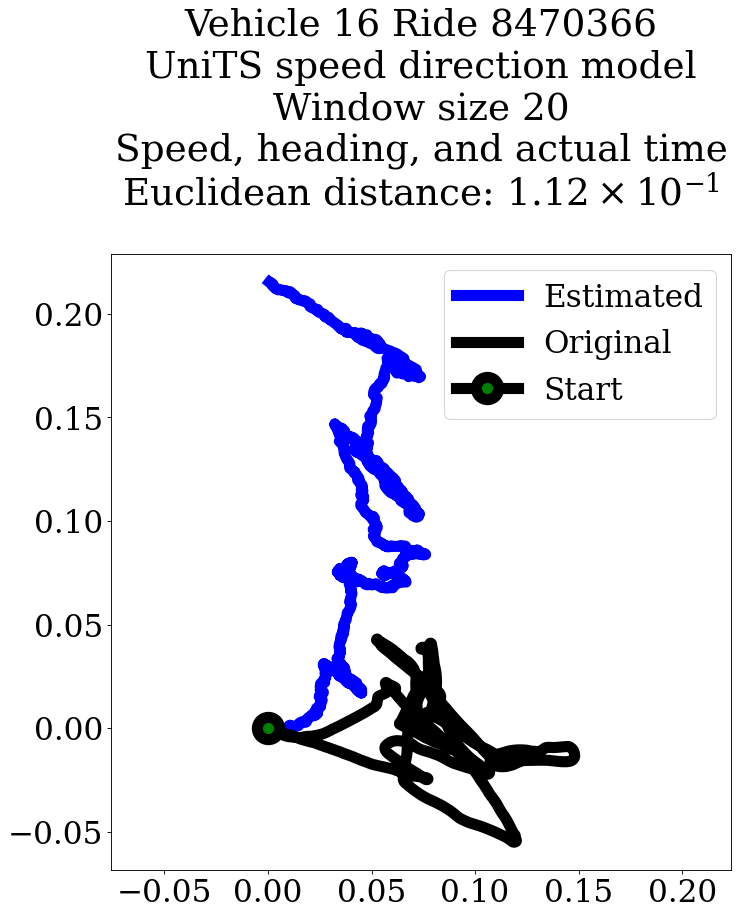 Vehicle 16 Ride 8470366
UniTS speed direction model
Window size 20
Speed, heading, and actual time
Euclidean distance: 1.12 × 10⁻¹
Estimated
Original
Start
0.20
0.15
0.10
0.05
0.00
−0.05
−0.05 0.00 0.05 0.10 0.15 0.20